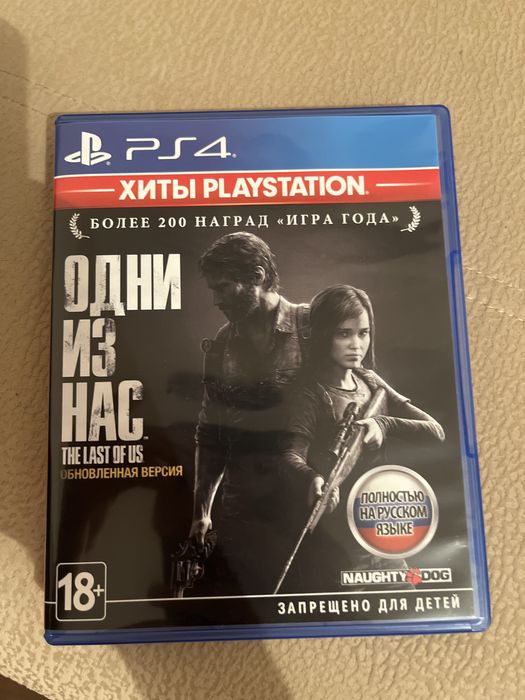 PS4
ХИТЫ PLAYSTATION
БОЛЕЕ 200 НАГРАД «ИГРА ГОДА»
ОДНИ
ИЗ
НАС
THE LAST OF US
ОБНОВЛЕННАЯ ВЕРСИЯ
ПОЛНОСТЬЮ
НА РУССКОМ
ЯЗЫКЕ
NAUGHTY DOG
18+
ЗАПРЕЩЕНО ДЛЯ ДЕТЕЙ